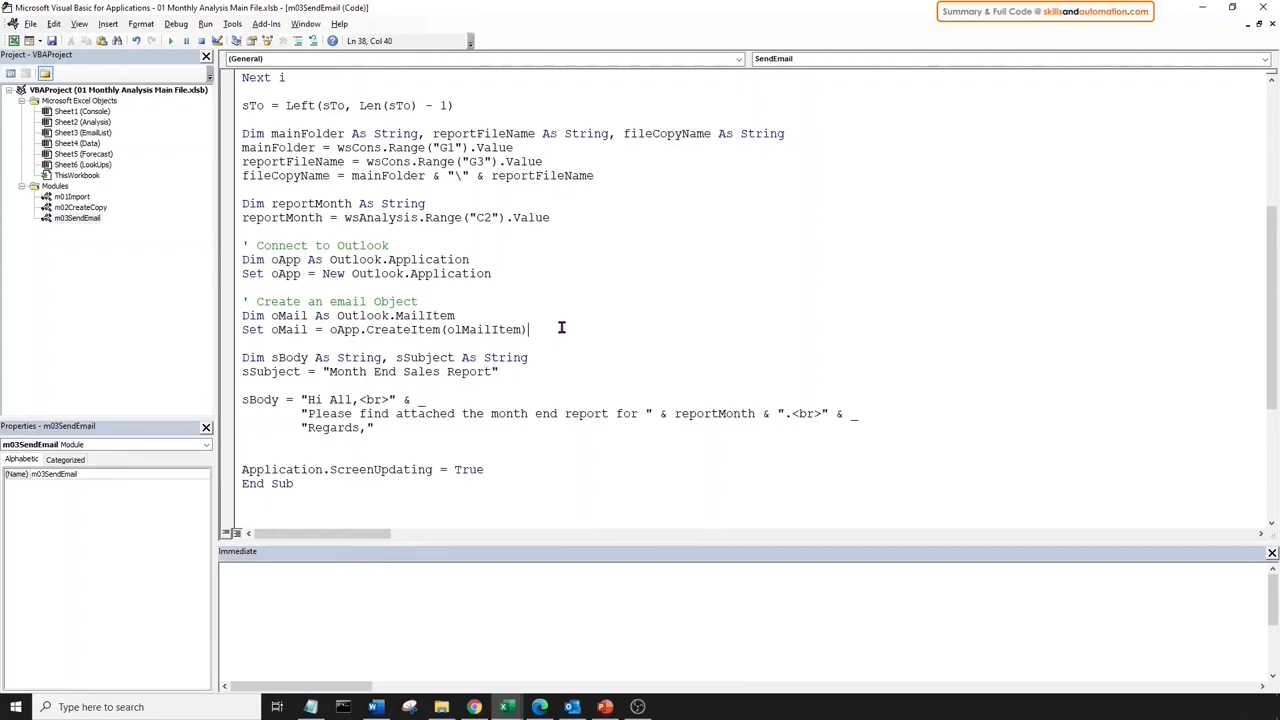 Microsoft Visual Basic for Applications - 01 Monthly Analysis Main File.xlsb - [m03SendEmail (Code)]
Summary & Full Code @ skillsandautomation.com
File Edit View Insert Format Debug Run Tools Add-Ins Window Help
Ln 38, Col 40
Project - VBAProject
(General)
SendEmail
VBAProject (01 Monthly Analysis Main File.xlsb)
Microsoft Excel Objects
Sheet1 (Console)
Sheet2 (Analysis)
Sheet3 (EmailList)
Sheet4 (Data)
Sheet5 (Forecast)
Sheet6 (LookUps)
ThisWorkbook
Modules
m01Import
m02CreateCopy
m03SendEmail
Next i
sTo = Left(sTo, Len(sTo) - 1)
Dim mainFolder As String, reportFileName As String, fileCopyName As String
mainFolder = wsCons.Range("G1").Value
reportFileName = wsCons.Range("G3").Value
fileCopyName = mainFolder & "\" & reportFileName
Dim reportMonth As String
reportMonth = wsAnalysis.Range("C2").Value
' Connect to Outlook
Dim oApp As Outlook.Application
Set oApp = New Outlook.Application
' Create an email Object
Dim oMail As Outlook.MailItem
Set oMail = oApp.CreateItem(olMailItem)
Dim sBody As String, sSubject As String
sSubject = "Month End Sales Report"
sBody = "Hi All,<br>" & _
"Please find attached the month end report for " & reportMonth & ".<br>" & _
"Regards,"
Application.ScreenUpdating = True
End Sub
Properties - m03SendEmail
m03SendEmail Module
Alphabetic Categorized
(Name) m03SendEmail
Immediate
Type here to search